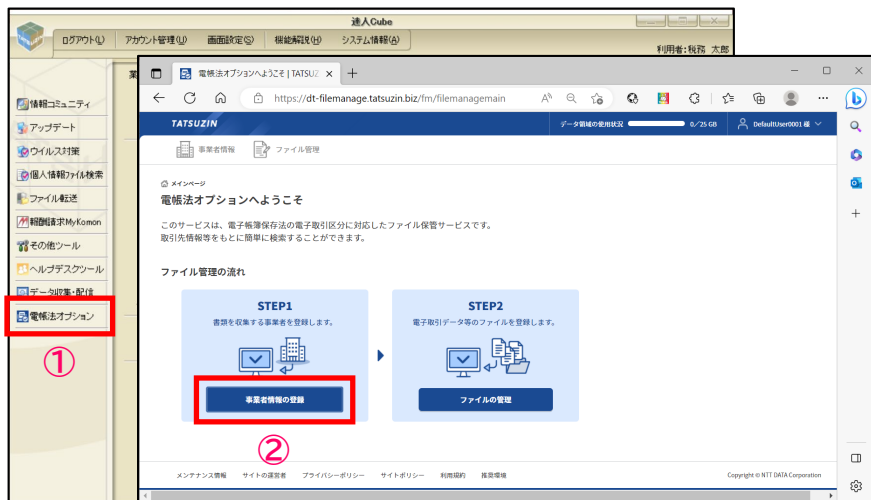 達人Cube
ログアウト(L) アカウント管理(U) 画面設定(S) 機能解説(H) システム情報(A)
利用者:税務 太郎
業
情報コミュニティ
アップデート
ウイルス対策
個人情報ファイル検索
ファイル転送
報酬請求MyKomon
その他ツール
ヘルプデスクツール
データ収集・配信
電帳法オプション
①
電帳法オプションへようこそ | TATSUZ
https://dt-filemanage.tatsuzin.biz/fm/filemanagemain
TATSUZIN
データ領域の使用状況 0/25 GB DefaultUser0001 様
事業者情報 ファイル管理
メインページ
電帳法オプションへようこそ
このサービスは、電子帳簿保存法の電子取引区分に対応したファイル保管サービスです。
取引先情報等をもとに簡単に検索することができます。
ファイル管理の流れ
STEP1
書類を収集する事業者を登録します。
事業者情報の登録
②
STEP2
電子取引データ等のファイルを登録します。
ファイルの管理
メンテナンス情報 サイトの運営者 プライバシーポリシー サイトポリシー 利用規約 推奨環境
Copyright © NTT DATA Corporation